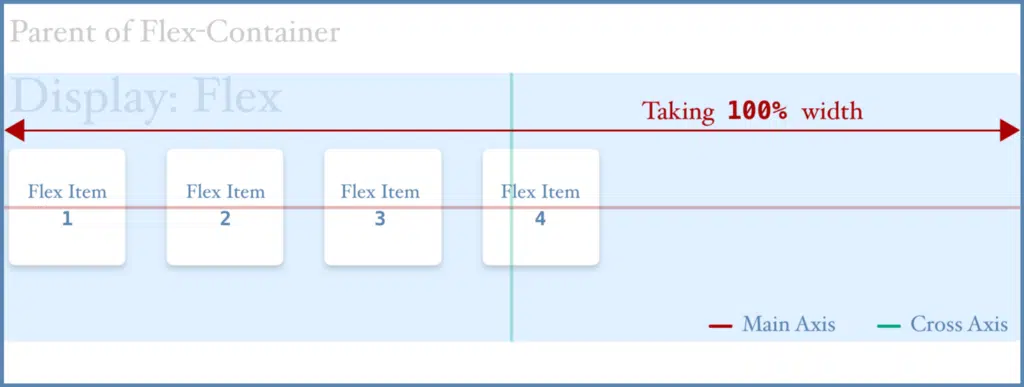 Parent of Flex-Container
Display: Flex
Taking 100% width
Flex Item
1
Flex Item
2
Flex Item
3
Flex Item
4
Main Axis
Cross Axis